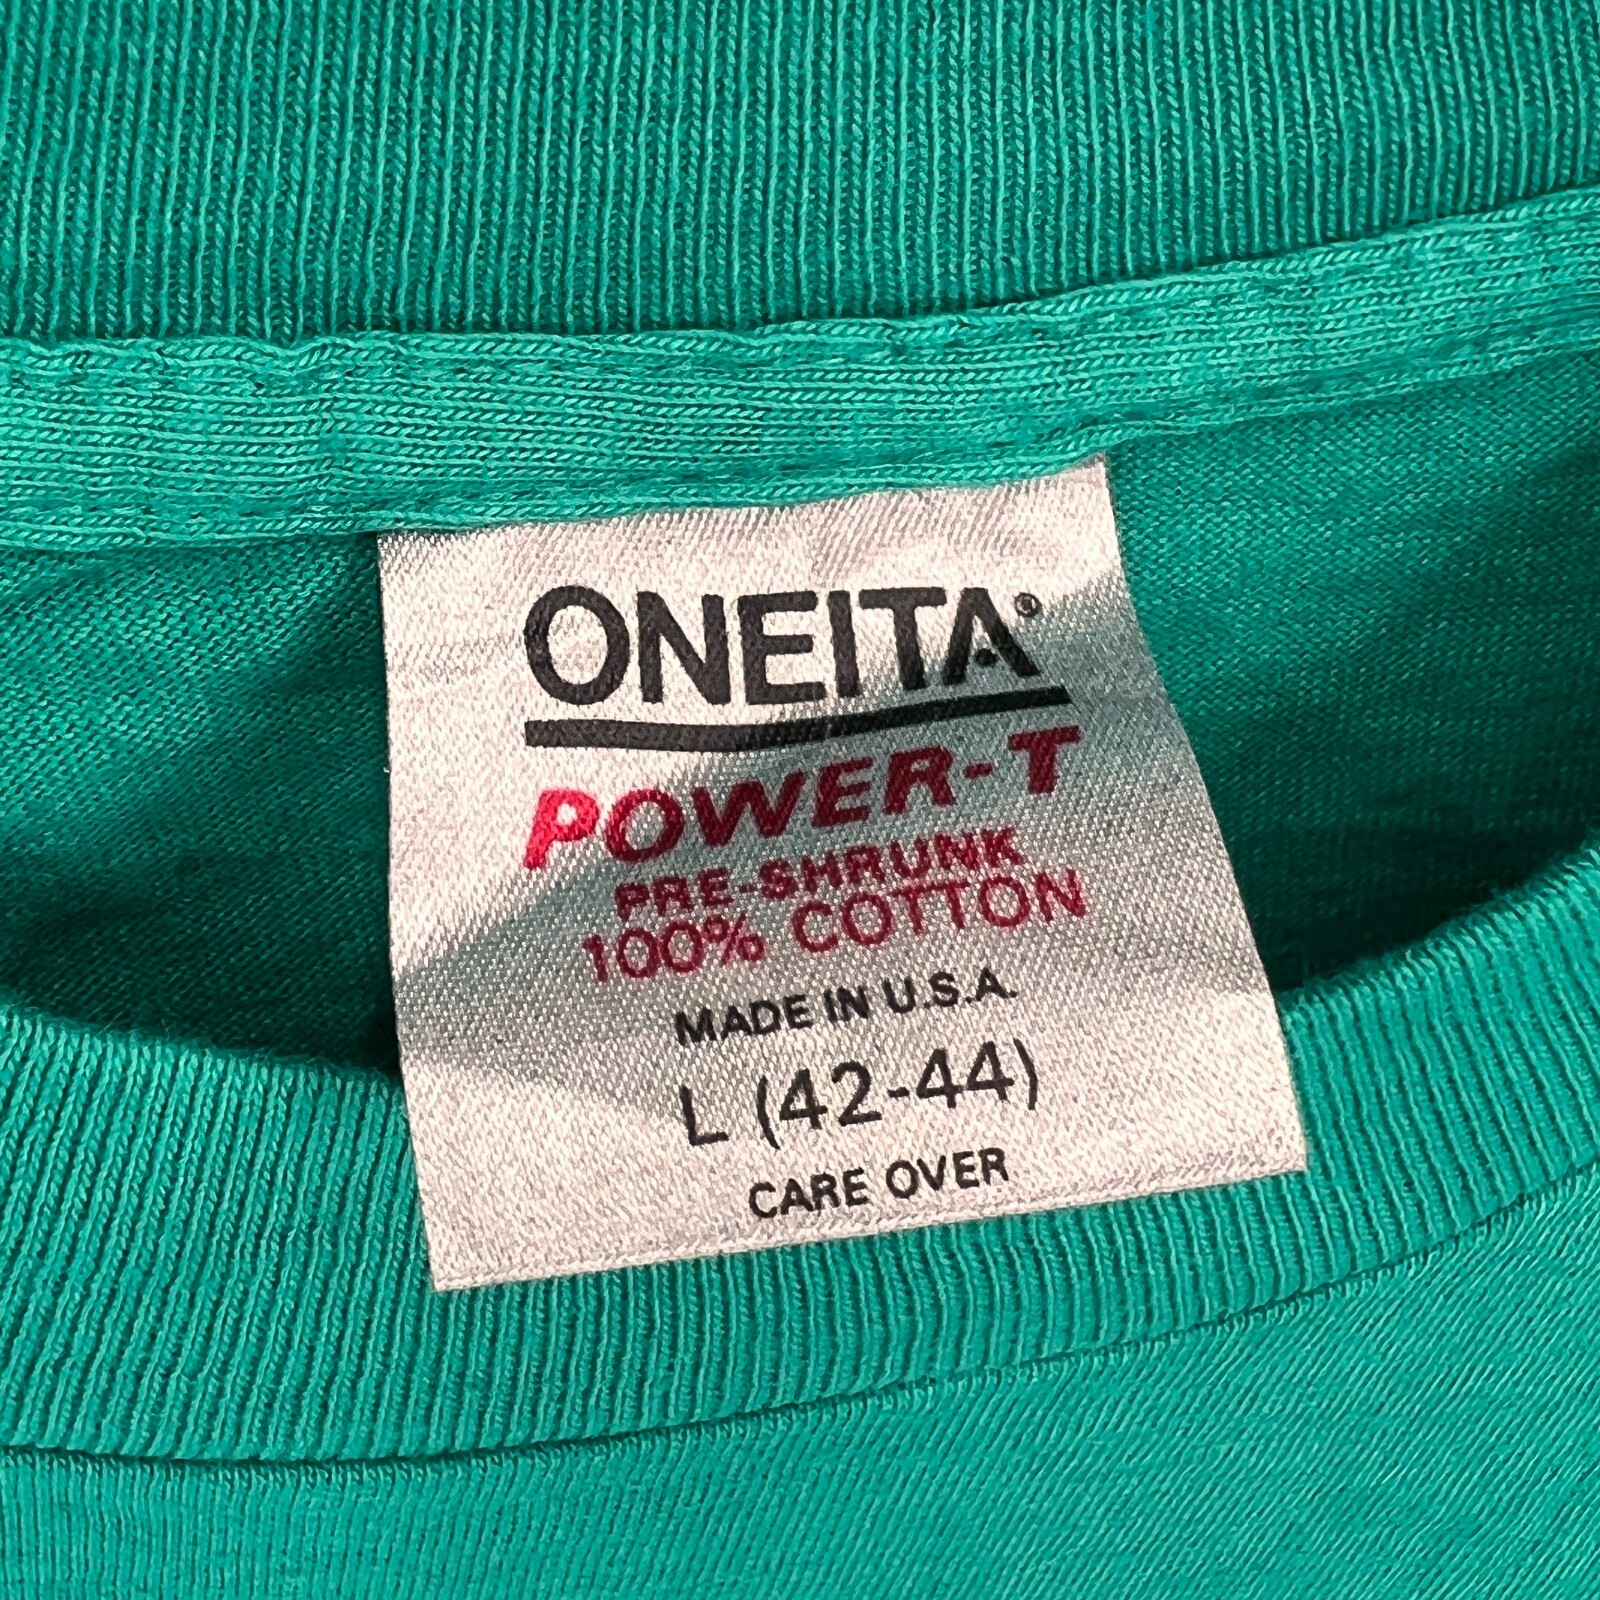 ONEITA®
POWER-T
PRE-SHRUNK
100% COTTON
MADE IN U.S.A.
L (42-44)
CARE OVER